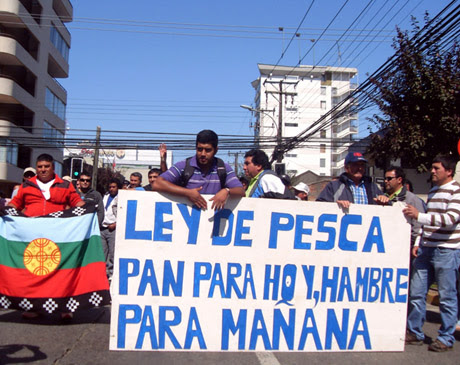 LEY DE PESCA
PAN PARA HOY, HAMBRE
PARA MAÑANA